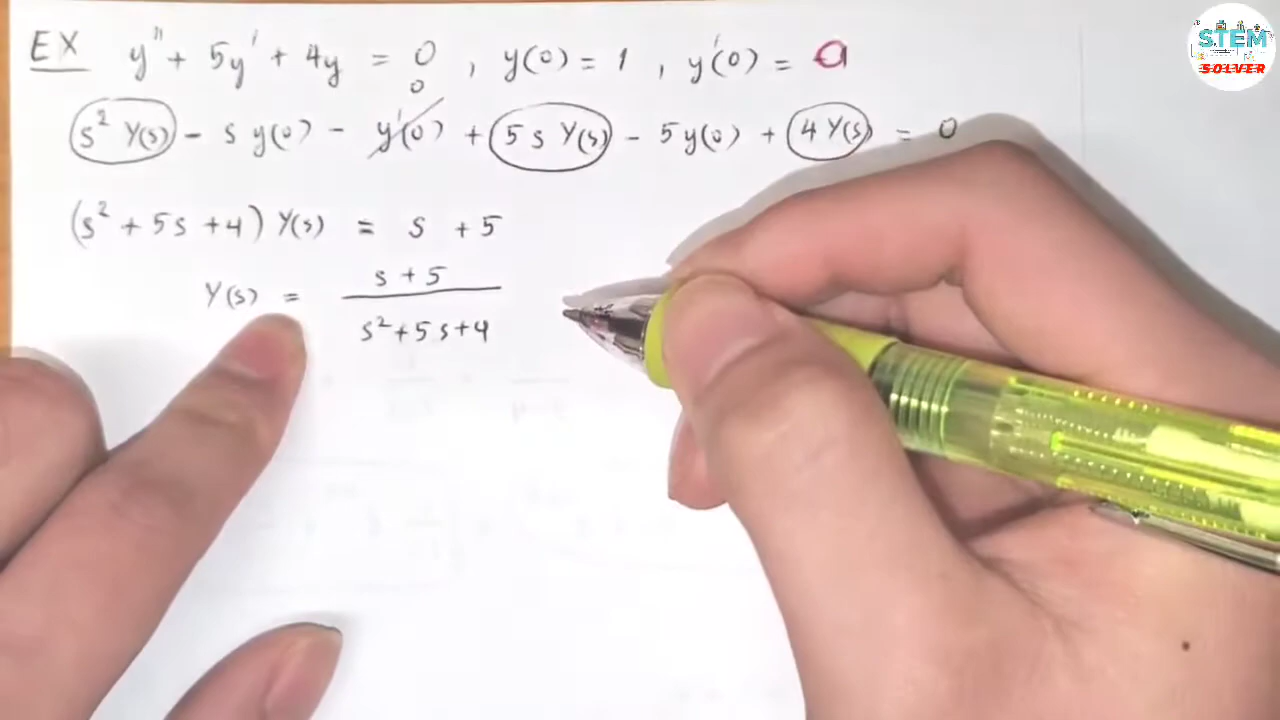 EX y'' + 5y' + 4y = 0 , y(0) = 1 , y'(0) = 0
0
s² Y(s) - s y(0) - y'(0) + 5 s Y(s) - 5 y(0) + 4 Y(s) = 0
(s² + 5s + 4) Y(s) = s + 5
Y(s) = s + 5
s² + 5s + 4
STEM
SOLVER